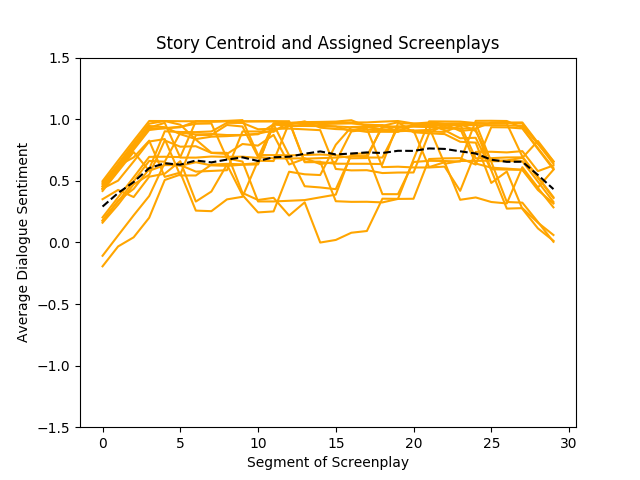 Story Centroid and Assigned Screenplays
1.5
1.0
0.5
0.0
−0.5
−1.0
−1.5
Average Dialogue Sentiment
0 5 10 15 20 25 30
Segment of Screenplay